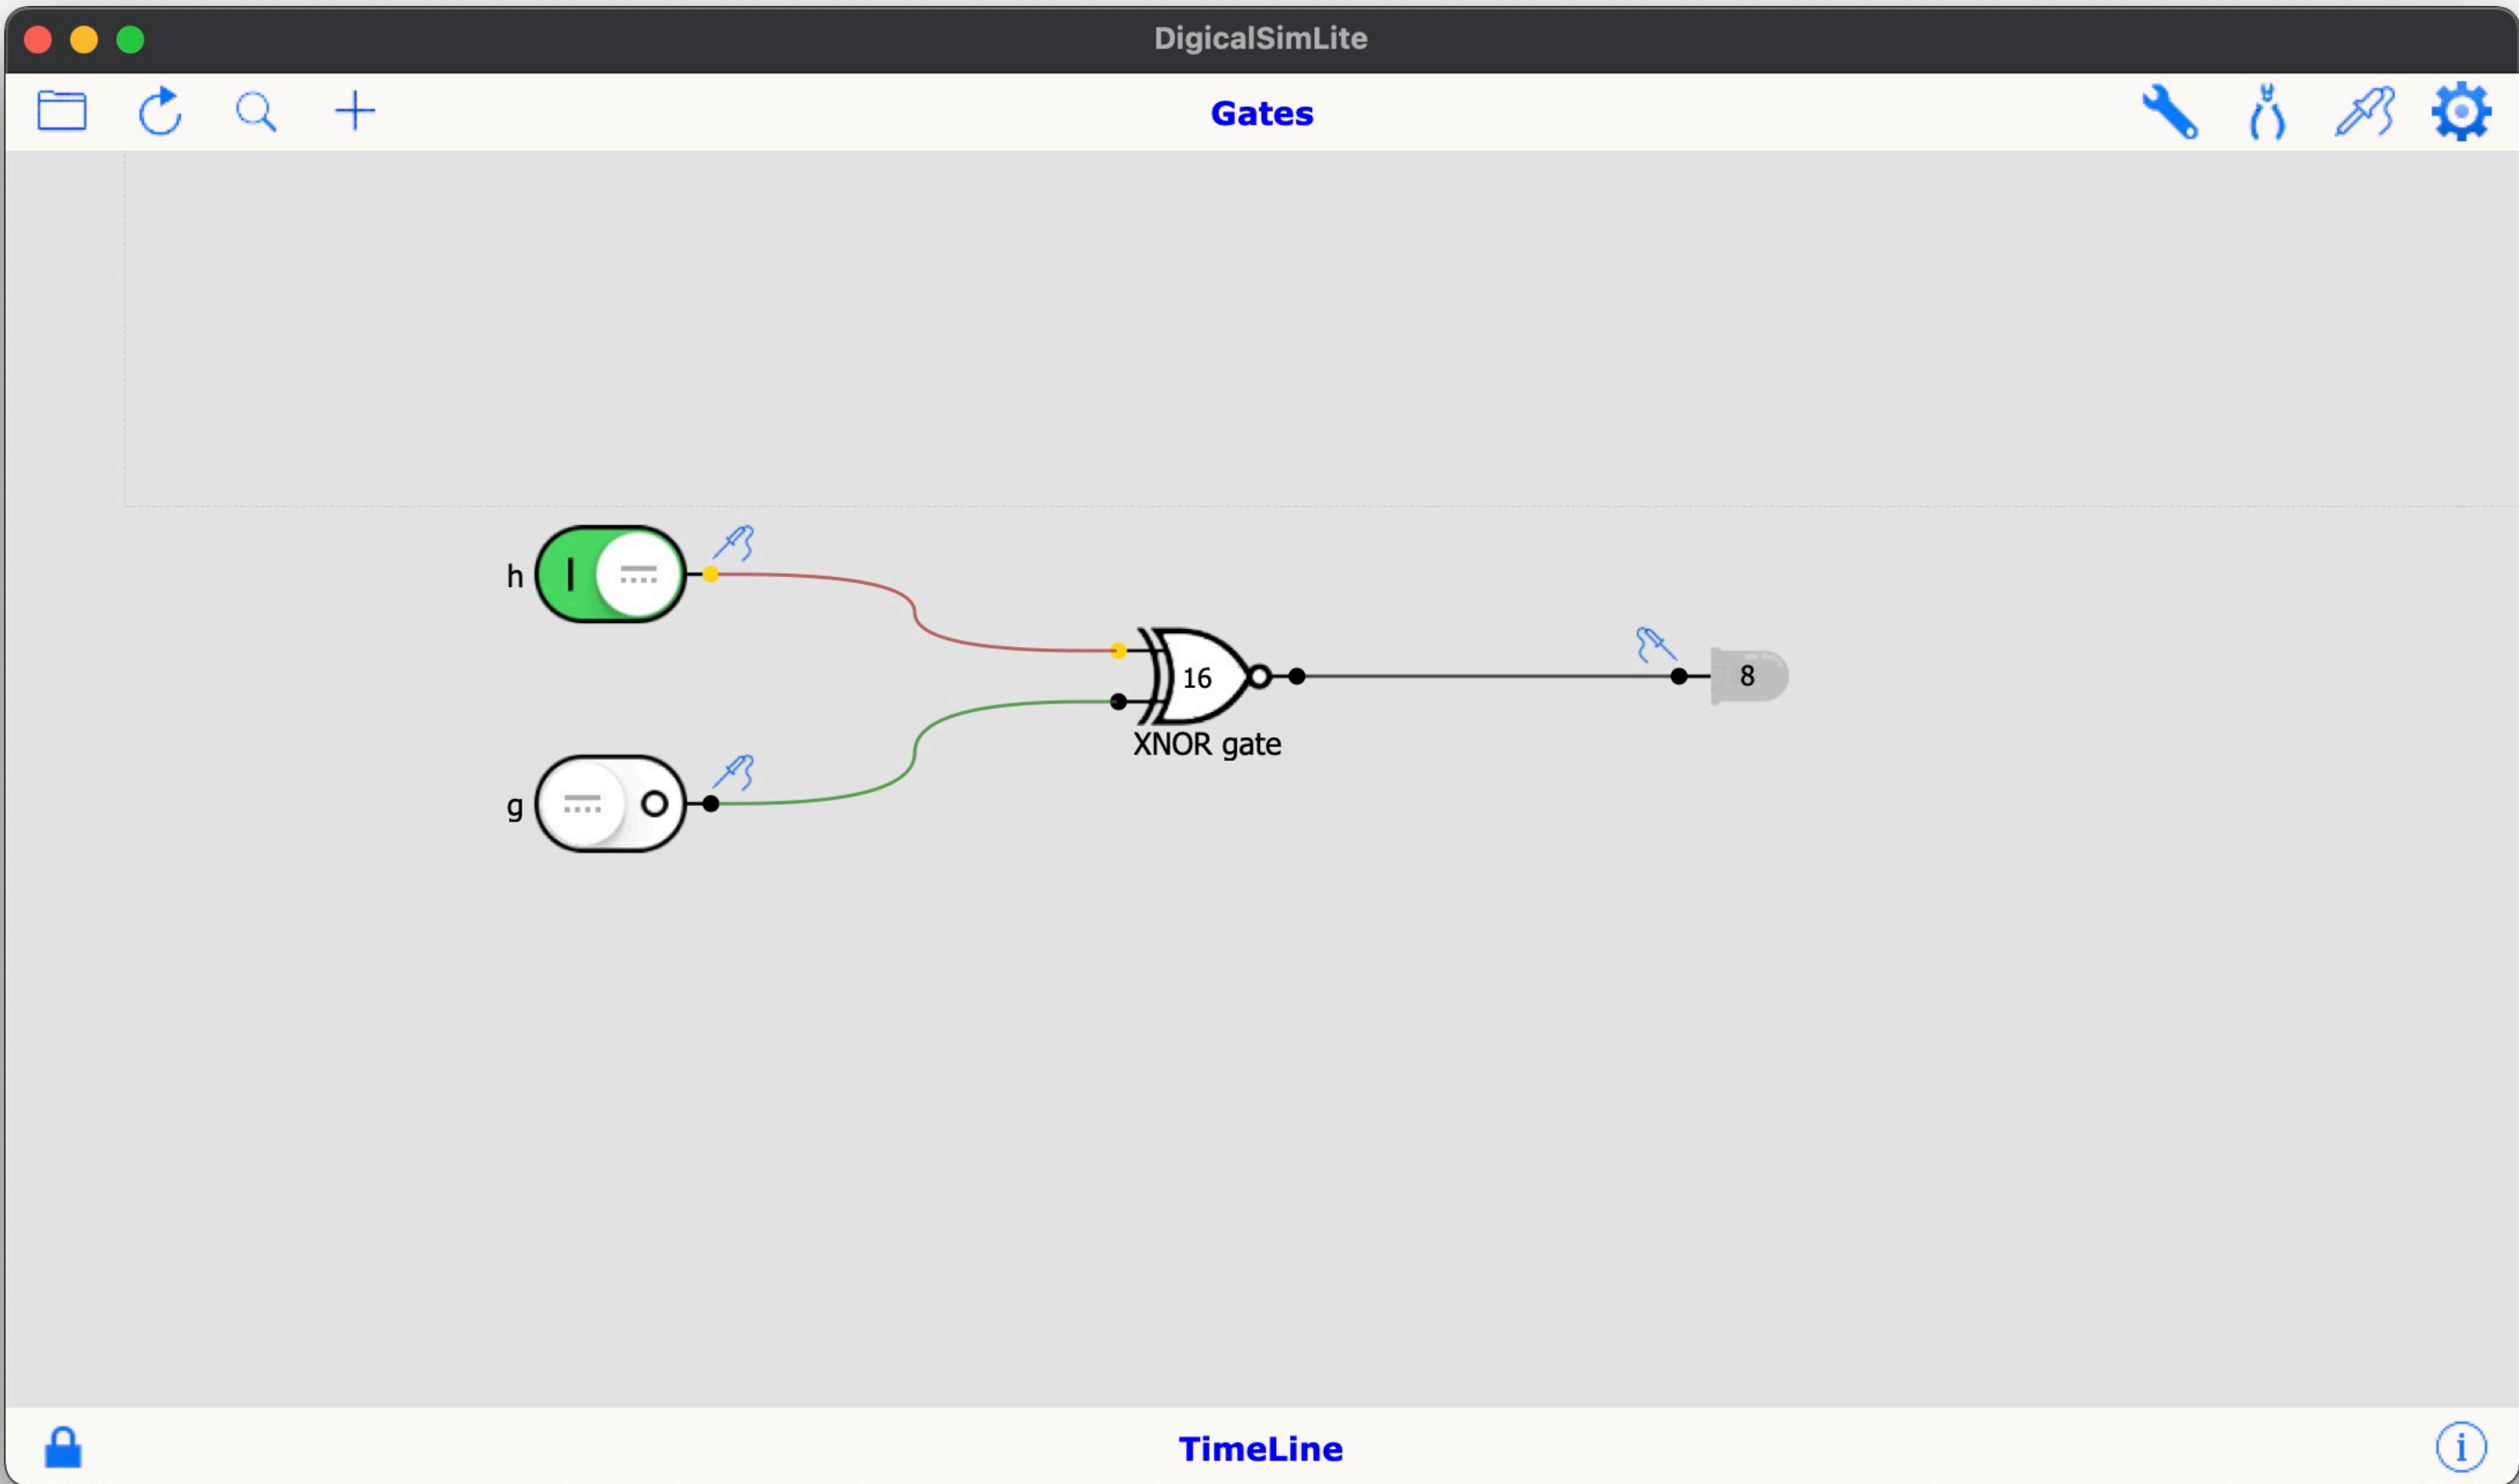 DigicalSimLite
Gates
h
16
8
XNOR gate
g
TimeLine